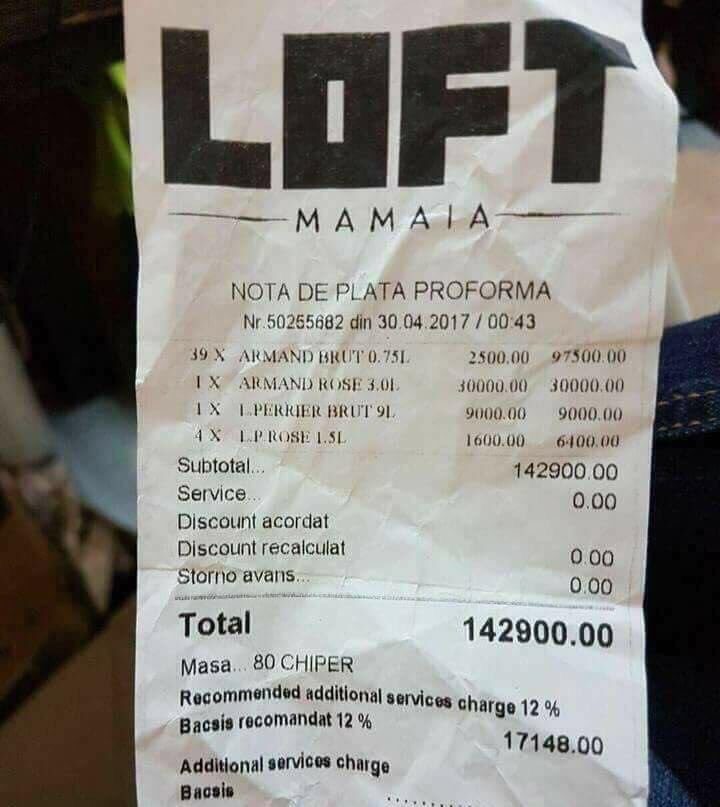 LOFT
MAMAIA
NOTA DE PLATA PROFORMA
Nr.50255682 din 30.04.2017 / 00:43
39 X ARMAND BRUT 0.75L 2500.00 97500.00
1 X ARMAND ROSE 3.0L 30000.00 30000.00
1 X L.PERRIER BRUT 9L 9000.00 9000.00
4 X L.P.ROSE 1.5L 1600.00 6400.00
Subtotal... 142900.00
Service... 0.00
Discount acordat
Discount recalculat 0.00
Storno avans... 0.00
Total 142900.00
Masa... 80 CHIPER
Recommended additional services charge 12 %
Bacsis recomandat 12 % 17148.00
Additional services charge
Bacsis ..........